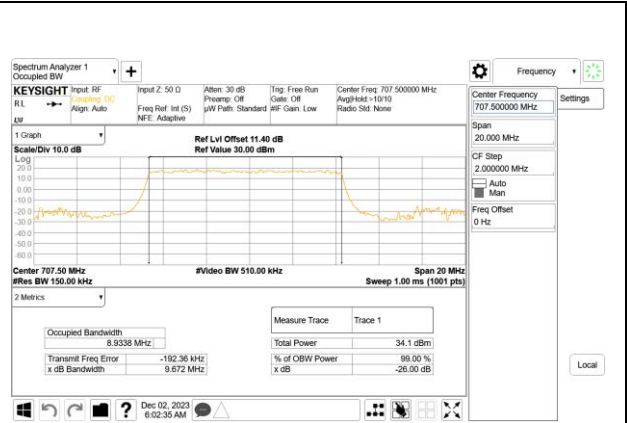 Spectrum Analyzer 1
Occupied BW
Frequency
KEYSIGHT
Input: RF
Coupling: DC
Align: Auto
Input Z: 50 Ω
Freq Ref: Int (S)
NFE: Adaptive
Atten: 30 dB
Preamp: Off
µW Path: Standard
Trig: Free Run
Gate: Off
#IF Gain: Low
Center Freq: 707.500000 MHz
Avg|Hold:>10/10
Radio Std: None
RL
Center Frequency
707.500000 MHz
Settings
Span
20.000 MHz
CF Step
2.000000 MHz
Auto
Man
Freq Offset
0 Hz
1 Graph
Scale/Div 10.0 dB
Ref Lvl Offset 11.40 dB
Ref Value 30.00 dBm
Log
20.0
10.0
0.00
-10.0
-20.0
-30.0
-40.0
-50.0
-60.0
Center 707.50 MHz
#Res BW 150.00 kHz
#Video BW 510.00 kHz
Span 20 MHz
Sweep 1.00 ms (1001 pts)
2 Metrics
Measure Trace Trace 1
Occupied Bandwidth
8.9338 MHz
Total Power 34.1 dBm
Transmit Freq Error -192.36 kHz
% of OBW Power 99.00 %
x dB Bandwidth 9.672 MHz
x dB -26.00 dB
Local
Dec 02, 2023
6:02:35 AM